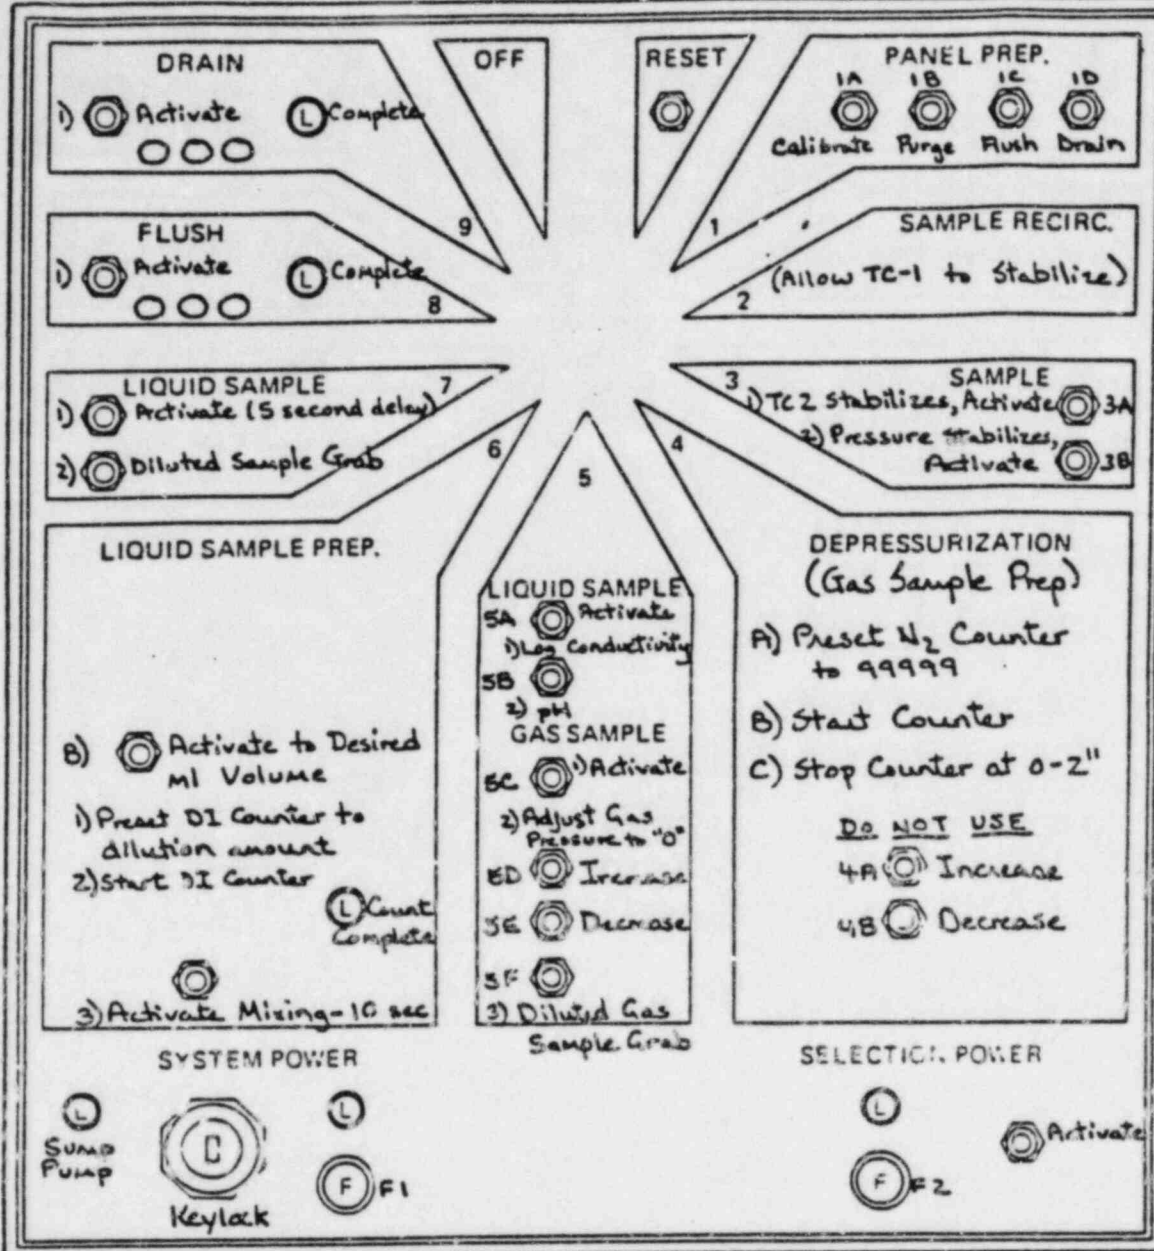 DRAIN
1) Activate
L Complete
9
OFF
RESET
PANEL PREP.
1A 1B 1C 1D
Calibrate Purge Flush Drain
1
FLUSH
1) Activate
L Complete
8
SAMPLE RECIRC.
(Allow TC-1 to Stabilize)
2
LIQUID SAMPLE
7
1) Activate (5 second delay)
2) Diluted Sample Grab
3
SAMPLE
1) TC2 Stabilizes, Activate 3A
2) Pressure Stabilizes,
Activate 3B
6
LIQUID SAMPLE PREP.
B) Activate to Desired
ml Volume
1) Preset DI Counter to
dilution amount
2) Start DI Counter
L Count
Complete
3) Activate Mixing-10 sec
5
LIQUID SAMPLE
5A Activate
1) Log Conductivity
5B
2) pH
GAS SAMPLE
5C 1) Activate
2) Adjust Gas
Pressure to "0"
5D Increase
5E Decrease
5F
3) Diluted Gas
Sample Grab
4
DEPRESSURIZATION
(Gas Sample Prep)
A) Preset N2 Counter
to 99999
B) Start Counter
C) Stop Counter at 0-2"
DO NOT USE
4A Increase
4B Decrease
SYSTEM POWER
L
Sump
Pump
Keylock
L
F F1
SELECTION POWER
L
F F2
Activate